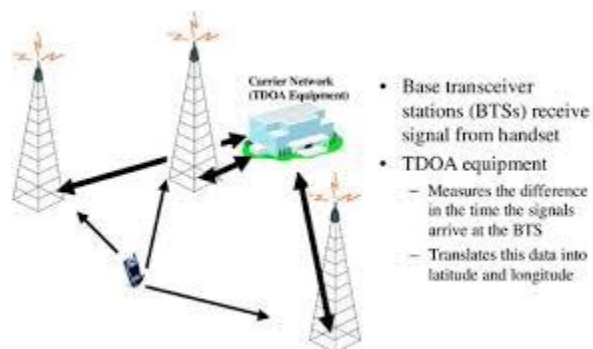 Carrier Network
(TDOA Equipment)
• Base transceiver
stations (BTSs) receive
signal from handset
• TDOA equipment
– Measures the difference
in the time the signals
arrive at the BTS
– Translates this data into
latitude and longitude